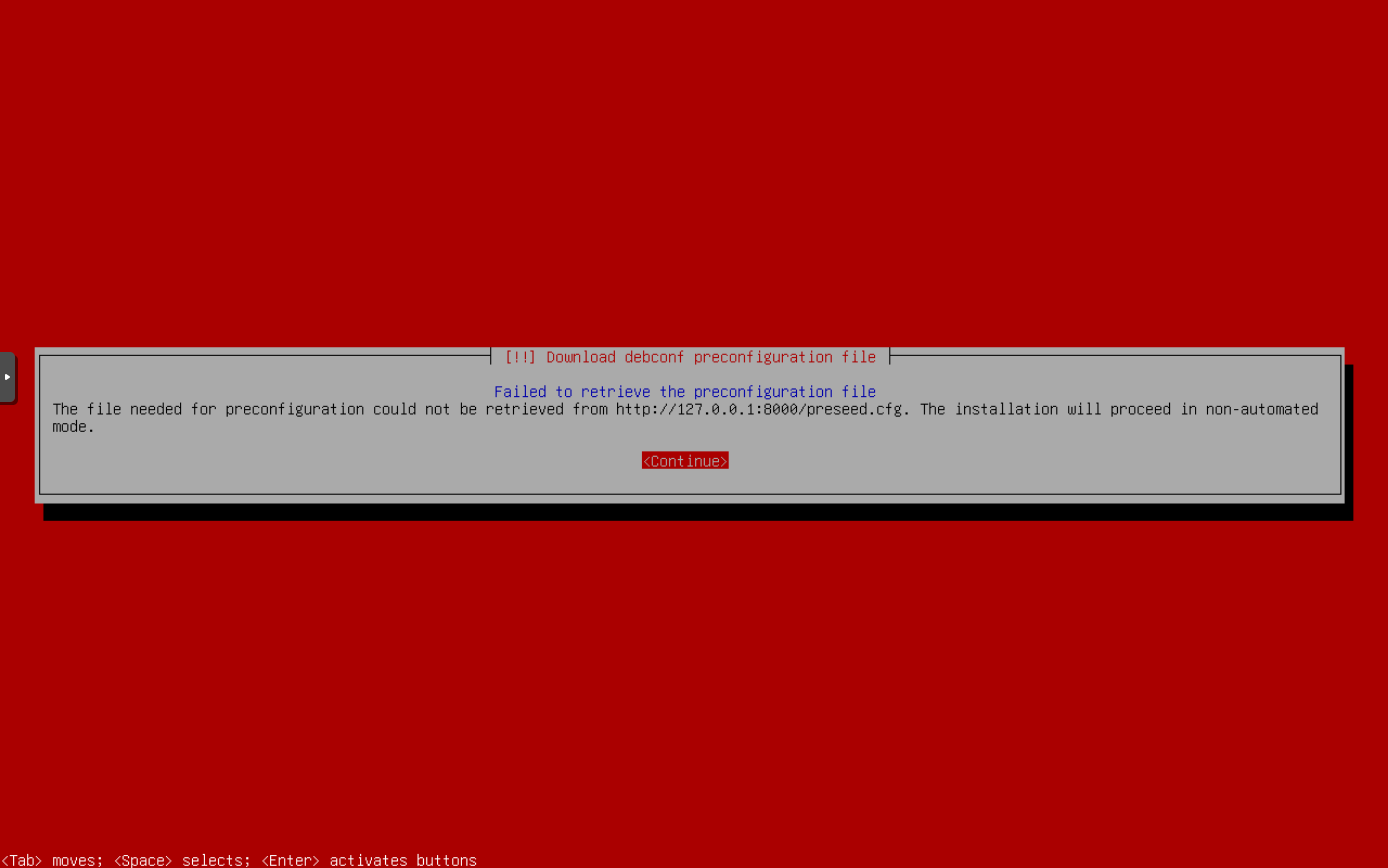 [!!] Download debconf preconfiguration file
Failed to retrieve the preconfiguration file
The file needed for preconfiguration could not be retrieved from http://127.0.0.1:8000/preseed.cfg. The installation will proceed in non-automated
mode.
<Continue>
<Tab> moves; <Space> selects; <Enter> activates buttons